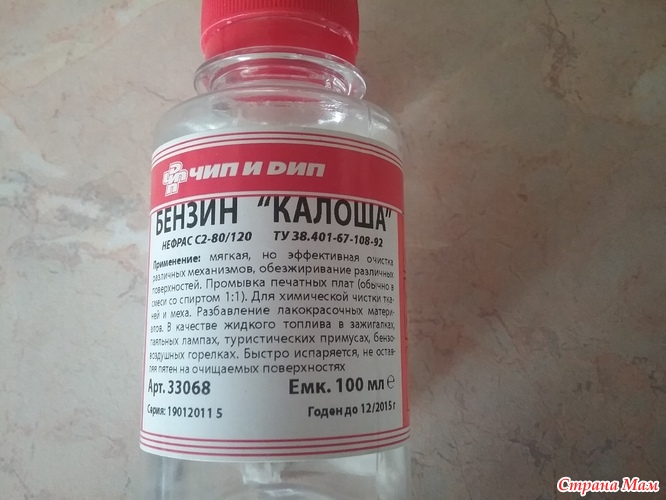 ЧИП И DИП
БЕНЗИН "КАЛОША"
НЕФРАС С2-80/120 ТУ 38.401-67-108-92
Применение: мягкая, но эффективная очистка
различных механизмов, обезжиривание различных
поверхностей. Промывка печатных плат (обычно в
смеси со спиртом 1:1). Для химической чистки тка-
ней и меха. Разбавление лакокрасочных матери-
алов. В качестве жидкого топлива в зажигалках,
паяльных лампах, туристических примусах, бензо-
воздушных горелках. Быстро испаряется, не остав-
ляя пятен на очищаемых поверхностях
Арт. 33068 Емк. 100 мл е
Серия: 19012011 5 Годен до 12/2015 г
Страна Мам